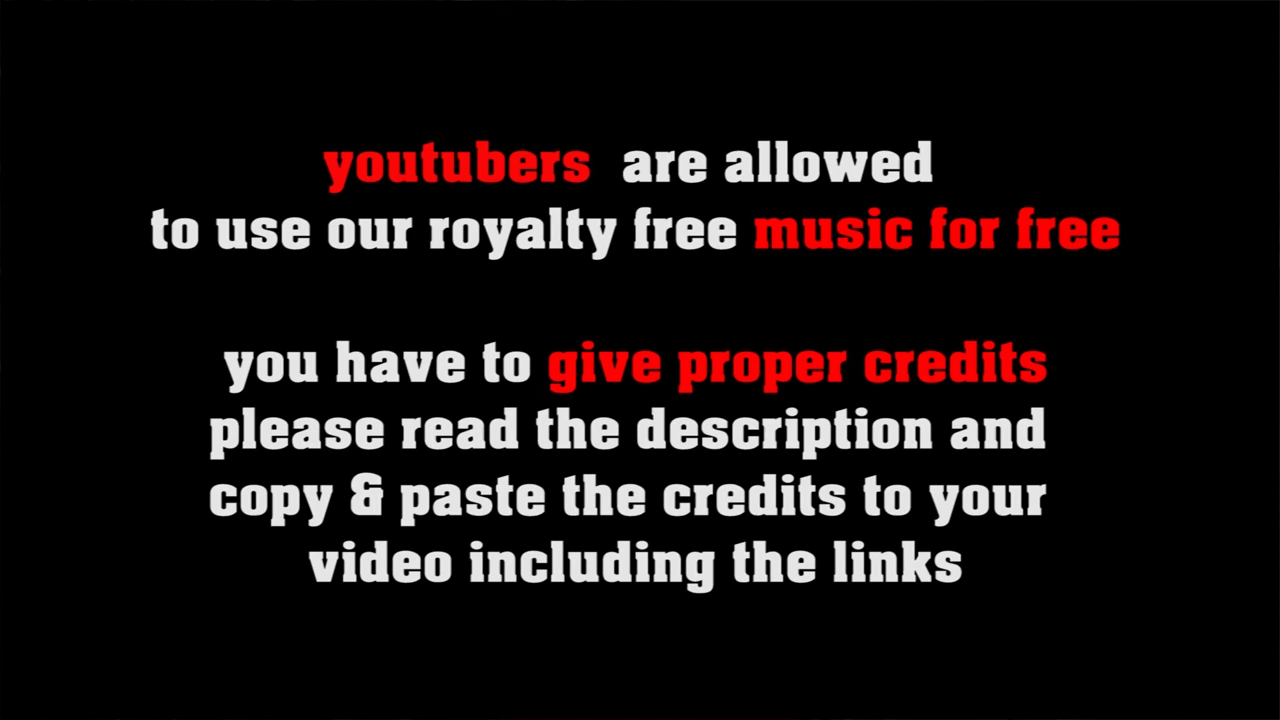 youtubers are allowed
to use our royalty free music for free
you have to give proper credits
please read the description and
copy & paste the credits to your
video including the links